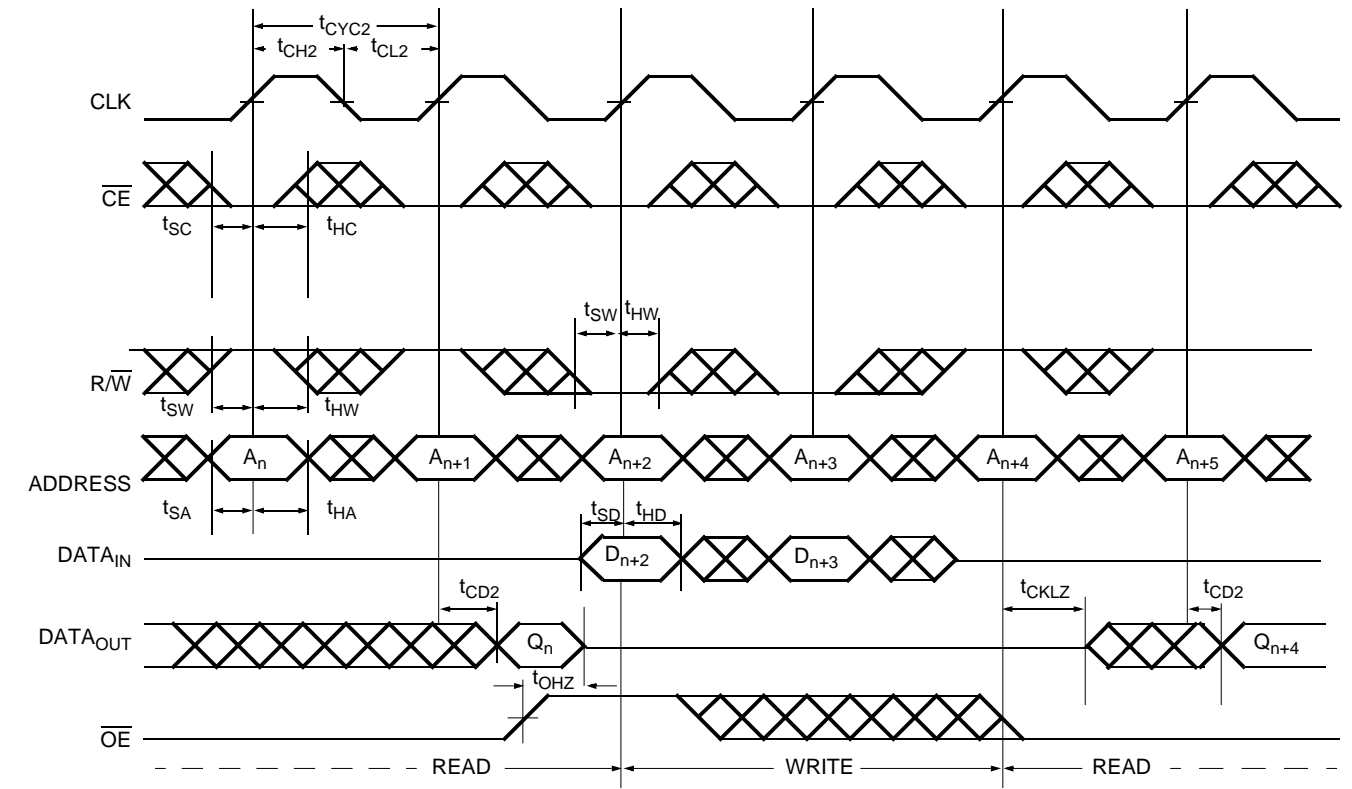 tCYC2
tCH2 tCL2
CLK
CE
tSC tHC
tSW tHW
R/W
tSW tHW
An An+1 An+2 An+3 An+4 An+5
ADDRESS
tSA tHA
tSD tHD
DATAIN
Dn+2 Dn+3
tCD2 tCKLZ tCD2
DATAOUT
Qn Qn+4
tOHZ
OE
READ WRITE READ